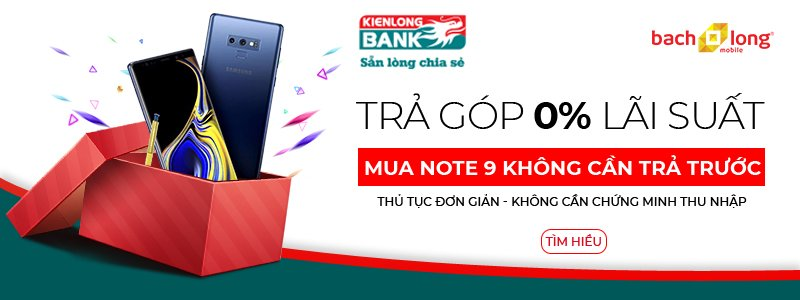 KIENLONG
BANK
Sẵn lòng chia sẻ
bach long
mobile
SAMSUNG
TRẢ GÓP 0% LÃI SUẤT
MUA NOTE 9 KHÔNG CẦN TRẢ TRƯỚC
THỦ TỤC ĐƠN GIẢN - KHÔNG CẦN CHỨNG MINH THU NHẬP
TÌM HIỂU